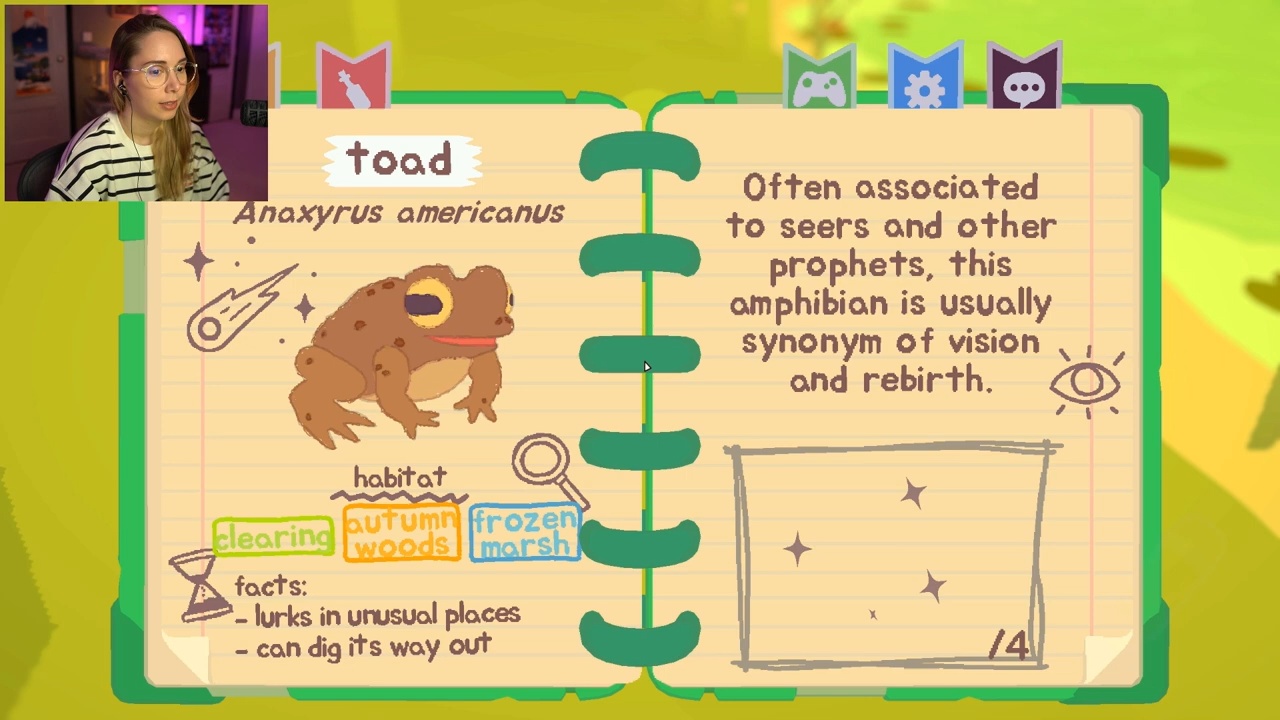 toad
Anaxyrus americanus
habitat
clearing
autumn
woods
frozen
marsh
facts:
- lurks in unusual places
- can dig its way out
Often associated
to seers and other
prophets, this
amphibian is usually
synonym of vision
and rebirth.
/4